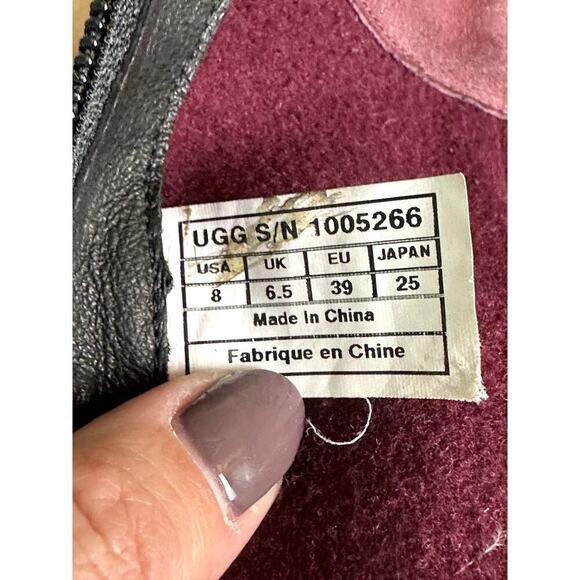 UGG S/N 1005266
USA UK EU JAPAN
8 6.5 39 25
Made In China
Fabrique en Chine